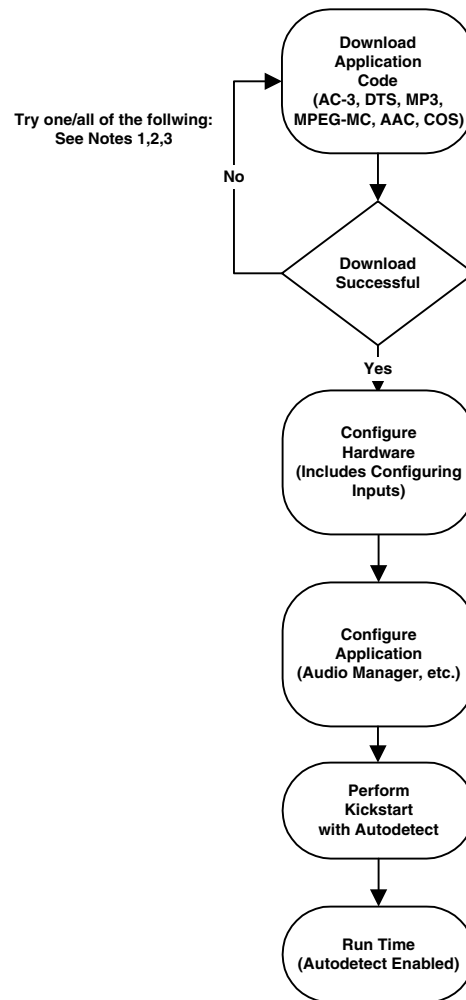 Download
Application
Code
(AC-3, DTS, MP3,
MPEG-MC, AAC, COS)
Try one/all of the follwing:
See Notes 1,2,3
No
Download
Successful
Yes
Configure
Hardware
(Includes Configuring
Inputs)
Configure
Application
(Audio Manager, etc.)
Perform
Kickstart
with Autodetect
Run Time
(Autodetect Enabled)